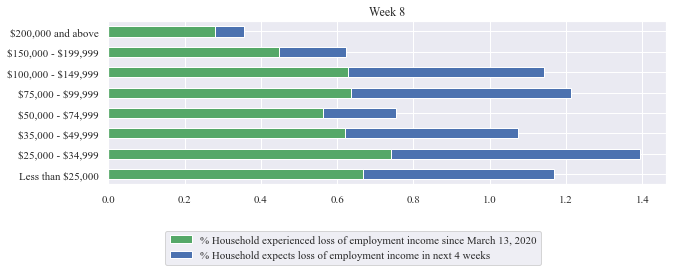 Week 8
$200,000 and above
$150,000 - $199,999
$100,000 - $149,999
$75,000 - $99,999
$50,000 - $74,999
$35,000 - $49,999
$25,000 - $34,999
Less than $25,000
0.0 0.2 0.4 0.6 0.8 1.0 1.2 1.4
% Household experienced loss of employment income since March 13, 2020
% Household expects loss of employment income in next 4 weeks